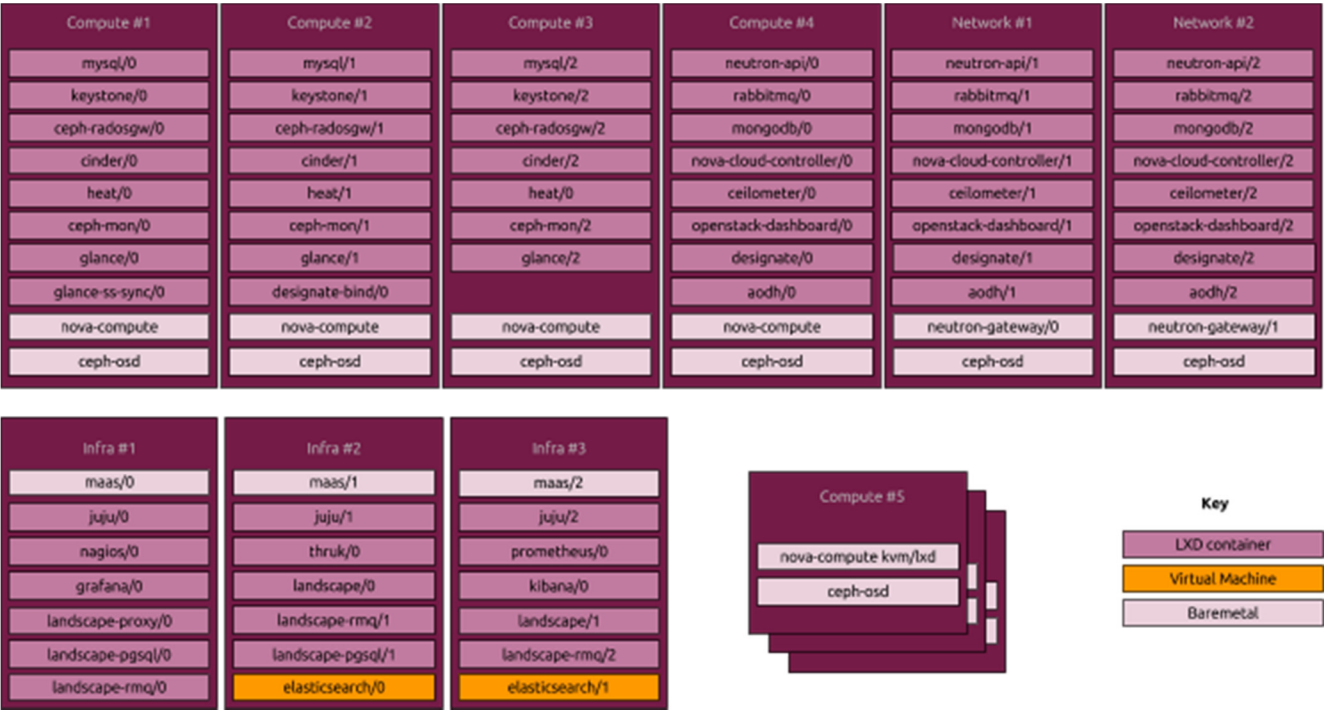 Compute #1
mysql/0
keystone/0
ceph-radosgw/0
cinder/0
heat/0
ceph-mon/0
glance/0
glance-ss-sync/0
nova-compute
ceph-osd
Compute #2
mysql/1
keystone/1
ceph-radosgw/1
cinder/1
heat/1
ceph-mon/1
glance/1
designate-bind/0
nova-compute
ceph-osd
Compute #3
mysql/2
keystone/2
ceph-radosgw/2
cinder/2
heat/0
ceph-mon/2
glance/2
nova-compute
ceph-osd
Compute #4
neutron-api/0
rabbitmq/0
mongodb/0
nova-cloud-controller/0
ceilometer/0
openstack-dashboard/0
designate/0
aodh/0
nova-compute
ceph-osd
Network #1
neutron-api/1
rabbitmq/1
mongodb/1
nova-cloud-controller/1
ceilometer/1
openstack-dashboard/1
designate/1
aodh/1
neutron-gateway/0
ceph-osd
Network #2
neutron-api/2
rabbitmq/2
mongodb/2
nova-cloud-controller/2
ceilometer/2
openstack-dashboard/2
designate/2
aodh/2
neutron-gateway/1
ceph-osd
Infra #1
maas/0
juju/0
nagios/0
grafana/0
landscape-proxy/0
landscape-pgsql/0
landscape-rmq/0
Infra #2
maas/1
juju/1
thruk/0
landscape/0
landscape-rmq/1
landscape-pgsql/1
elasticsearch/0
Infra #3
maas/2
juju/2
prometheus/0
kibana/0
landscape/1
landscape-rmq/2
elasticsearch/1
Compute #5
nova-compute kvm/lxd
ceph-osd
Key
LXD container
Virtual Machine
Baremetal